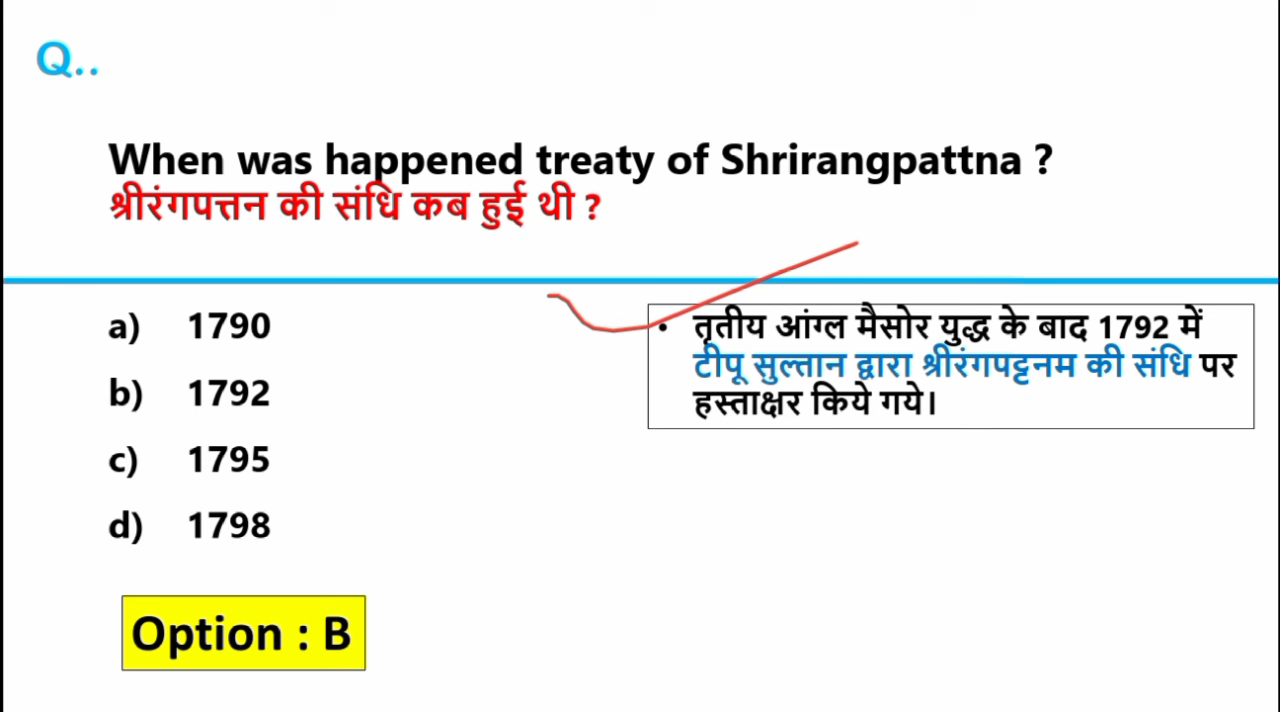 Q..
When was happened treaty of Shrirangpattna ?
श्रीरंगपत्तन की संधि कब हुई थी ?
a) 1790
b) 1792
c) 1795
d) 1798
• तृतीय आंग्ल मैसोर युद्ध के बाद 1792 में
टीपू सुल्तान द्वारा श्रीरंगपट्टनम की संधि पर
हस्ताक्षर किये गये।
Option : B